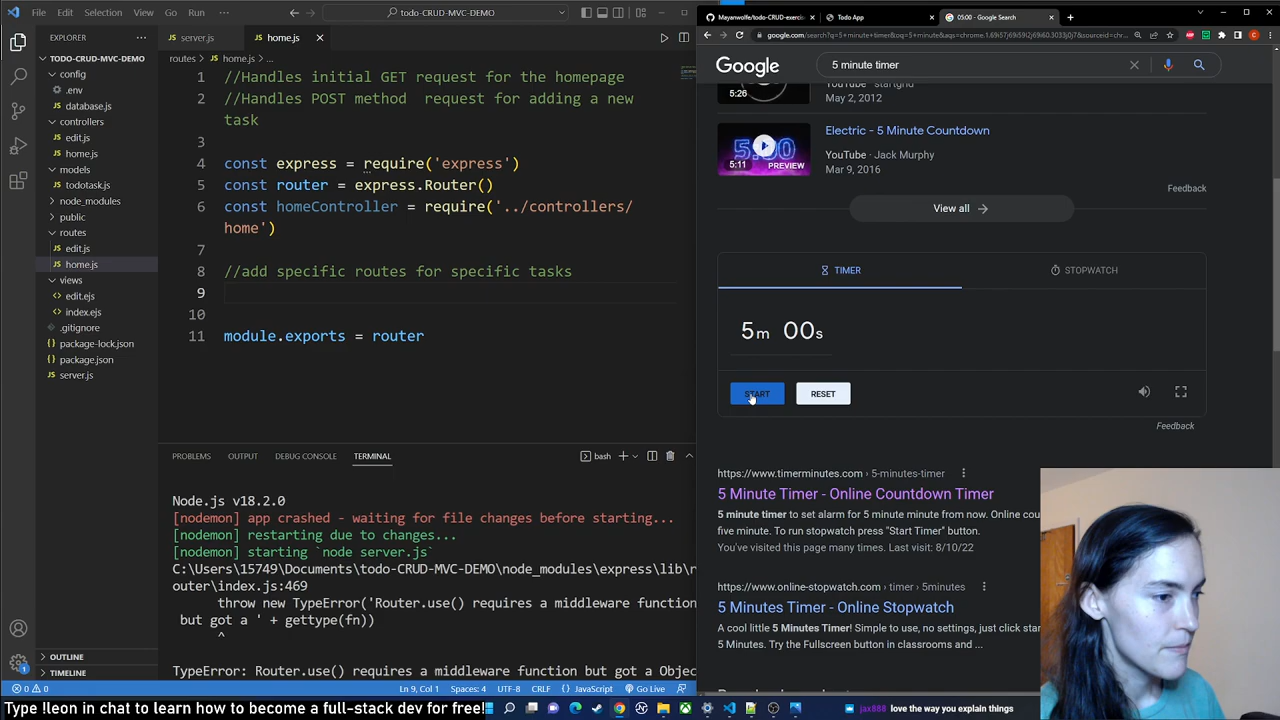 File Edit Selection View Go Run ··· todo-CRUD-MVC-DEMO
EXPLORER ···
TODO-CRUD-MVC-DEMO
config
.env
database.js
controllers
edit.js
home.js
models
todotask.js
node_modules
public
routes
edit.js
home.js
views
edit.ejs
index.ejs
.gitignore
package-lock.json
package.json
server.js
OUTLINE
TIMELINE
server.js home.js
routes > home.js > ...
1 //Handles initial GET request for the homepage
2 //Handles POST method request for adding a new
task
3
4 const express = require('express')
5 const router = express.Router()
6 const homeController = require('../controllers/
home')
7
8 //add specific routes for specific tasks
9
10
11 module.exports = router
PROBLEMS OUTPUT DEBUG CONSOLE TERMINAL bash
Node.js v18.2.0
[nodemon] app crashed - waiting for file changes before starting...
[nodemon] restarting due to changes...
[nodemon] starting `node server.js`
C:\Users\15749\Documents\todo-CRUD-MVC-DEMO\node_modules\express\lib\r
outer\index.js:469
throw new TypeError('Router.use() requires a middleware function
but got a ' + gettype(fn))
^
TypeError: Router.use() requires a middleware function but got a Objec
0 0 Ln 9, Col 1 Spaces: 4 UTF-8 CRLF JavaScript Go Live
Mayanwolfe/todo-CRUD-exerci Todo App 05:00 - Google Search
Google
5 minute timer
5:26
May 2, 2012
5:00
5:11
PREVIEW
Electric - 5 Minute Countdown
YouTube · Jack Murphy
Mar 9, 2016
Feedback
View all
TIMER STOPWATCH
5m 00s
START RESET
Feedback
https://www.timerminutes.com › 5-minutes-timer
5 Minute Timer - Online Countdown Timer
5 minute timer to set alarm for 5 minute minute from now. Online cou
five minute. To run stopwatch press "Start Timer" button.
You've visited this page many times. Last visit: 8/10/22
https://www.online-stopwatch.com › timer › 5minutes
5 Minutes Timer - Online Stopwatch
A cool little 5 Minutes Timer! Simple to use, no settings, just click star
5 Minutes. Try the Fullscreen button in classrooms and ...
Type !leon in chat to learn how to become a full-stack dev for free!
jax888 love the way you explain things